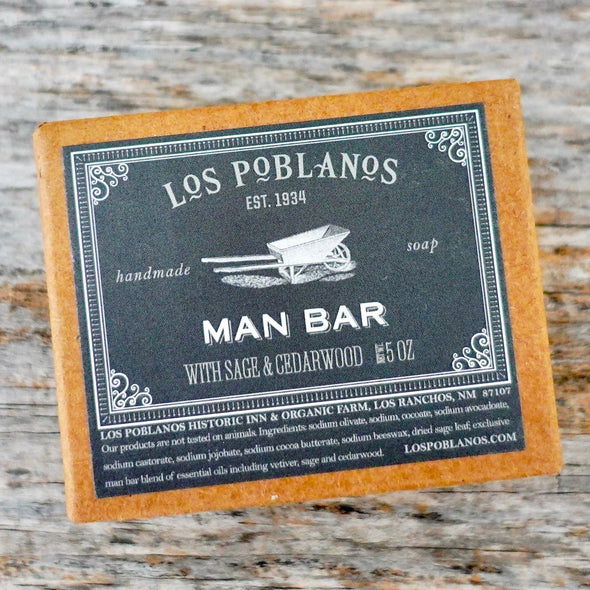 LOS POBLANOS
EST. 1934
handmade soap
MAN BAR
WITH SAGE & CEDARWOOD NET WT. 5 OZ
LOS POBLANOS HISTORIC INN & ORGANIC FARM, LOS RANCHOS, NM 87107
Our products are not tested on animals. Ingredients: sodium olivate, sodium, cocoate, sodium avocadoate,
sodium castorate, sodium jojobate, sodium cocoa butterate, sodium beeswax, dried sage leaf, exclusive
man bar blend of essential oils including vetiver, sage and cedarwood. LOSPOBLANOS.COM